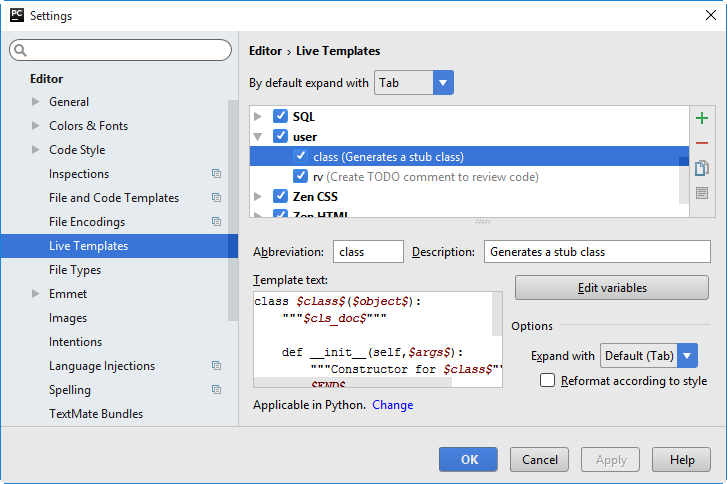 PC Settings
Editor
General
Colors & Fonts
Code Style
Inspections
File and Code Templates
File Encodings
Live Templates
File Types
Emmet
Images
Intentions
Language Injections
Spelling
TextMate Bundles
Editor › Live Templates
By default expand with Tab
SQL
user
class (Generates a stub class)
rv (Create TODO comment to review code)
Zen CSS
Zen HTML
Abbreviation: class Description: Generates a stub class
Template text:
class $class$($object$):
"""$cls_doc$"""
def __init__(self,$args$):
"""Constructor for $class$""
$END$
Edit variables
Options
Expand with Default (Tab)
Reformat according to style
Applicable in Python. Change
OK Cancel Apply Help